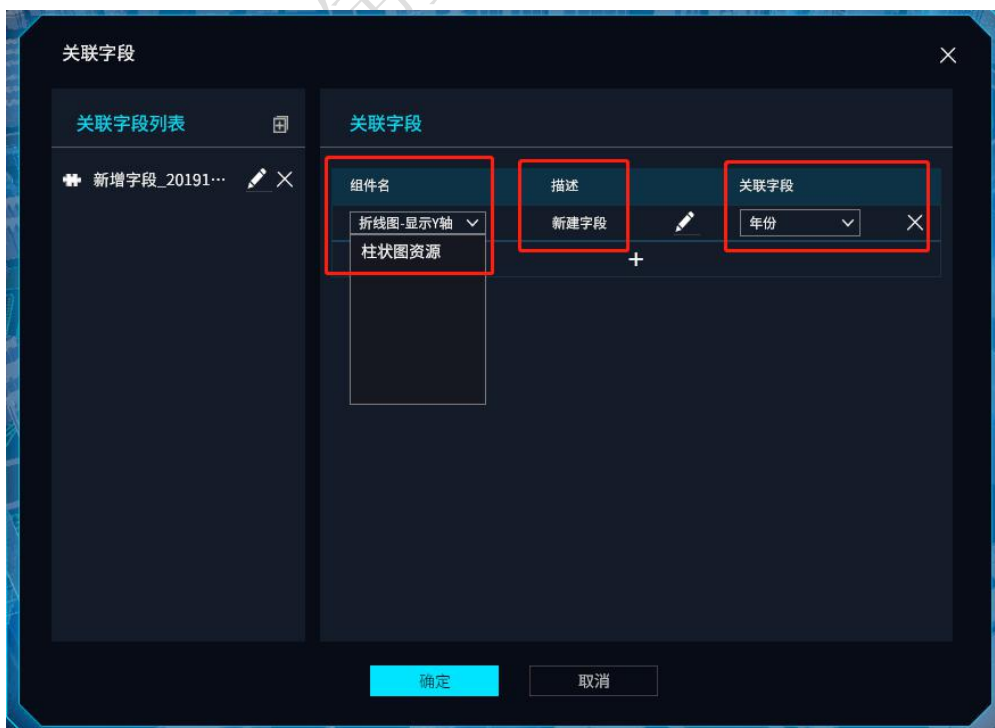 关联字段
关联字段列表
关联字段
新增字段_20191…
组件名 描述 关联字段
折线图-显示Y轴 新建字段 年份
柱状图资源
确定 取消